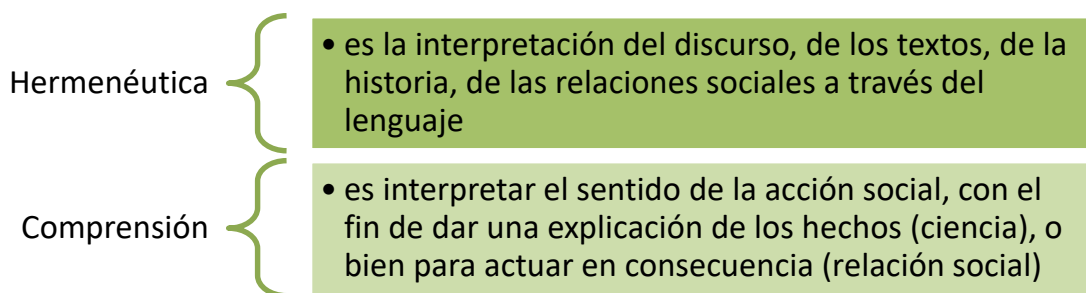 Hermenéutica
• es la interpretación del discurso, de los textos, de la
historia, de las relaciones sociales a través del
lenguaje
Comprensión
• es interpretar el sentido de la acción social, con el
fin de dar una explicación de los hechos (ciencia), o
bien para actuar en consecuencia (relación social)